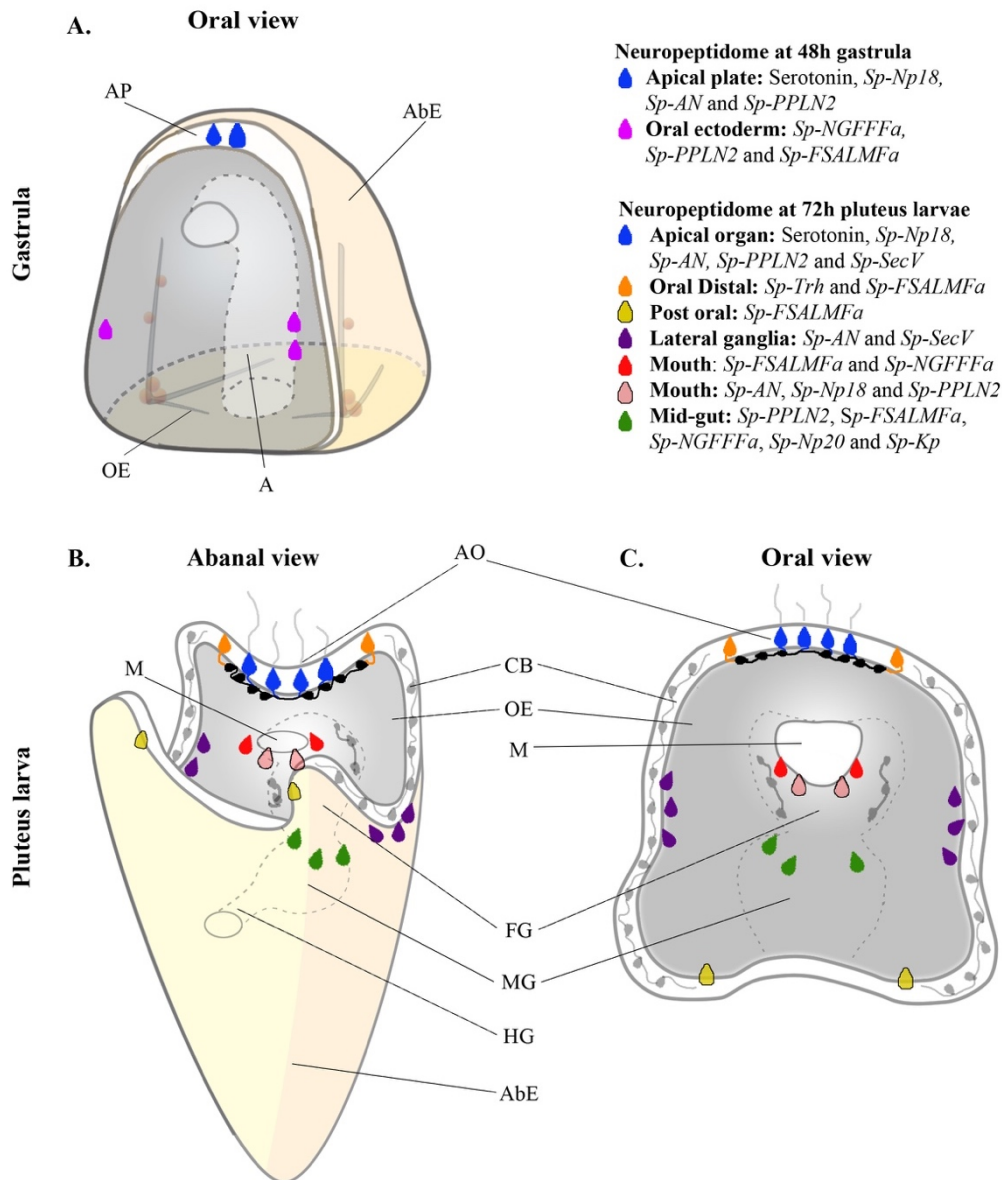 A.
Oral view
AP
AbE
Gastrula
OE
A
Neuropeptidome at 48h gastrula
Apical plate: Serotonin, Sp-Np18,
Sp-AN and Sp-PPLN2
Oral ectoderm: Sp-NGFFFa,
Sp-PPLN2 and Sp-FSALMFa
Neuropeptidome at 72h pluteus larvae
Apical organ: Serotonin, Sp-Np18,
Sp-AN, Sp-PPLN2 and Sp-SecV
Oral Distal: Sp-Trh and Sp-FSALMFa
Post oral: Sp-FSALMFa
Lateral ganglia: Sp-AN and Sp-SecV
Mouth: Sp-FSALMFa and Sp-NGFFFa
Mouth: Sp-AN, Sp-Np18 and Sp-PPLN2
Mid-gut: Sp-PPLN2, Sp-FSALMFa,
Sp-NGFFFa, Sp-Np20 and Sp-Kp
B.
Abanal view
AO
C.
Oral view
M
CB
OE
M
Pluteus larva
FG
MG
HG
AbE